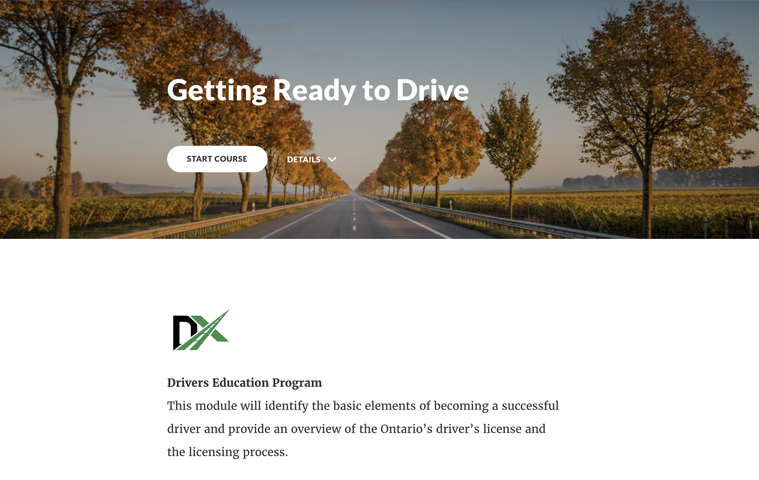 Getting Ready to Drive
START COURSE
DETAILS
DX
Drivers Education Program
This module will identify the basic elements of becoming a successful
driver and provide an overview of the Ontario’s driver’s license and
the licensing process.